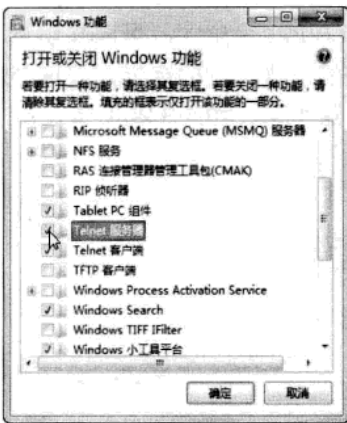 Windows 功能
打开或关闭 Windows 功能
若要打开一种功能，请选择其复选框。若要关闭一种功能，请
清除其复选框。填充的框表示仅打开该功能的一部分。
Microsoft Message Queue (MSMQ) 服务器
NFS 服务
RAS 连接管理器管理工具包(CMAK)
RIP 侦听器
Tablet PC 组件
Telnet 服务器
Telnet 客户端
TFTP 客户端
Windows Process Activation Service
Windows Search
Windows TIFF IFilter
Windows 小工具平台
确定 取消